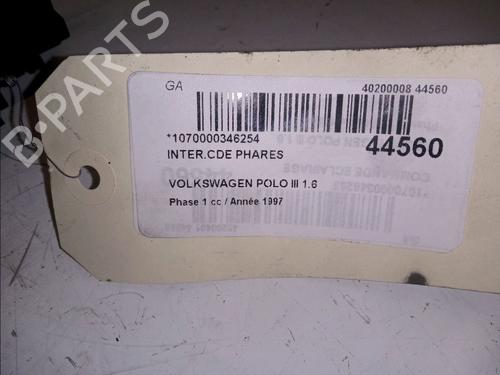 GA
40200008 44560
*1070000346254
44560
INTER.CDE PHARES
VOLKSWAGEN POLO III 1.6
Phase 1 cc / Année 1997
B-PARTS